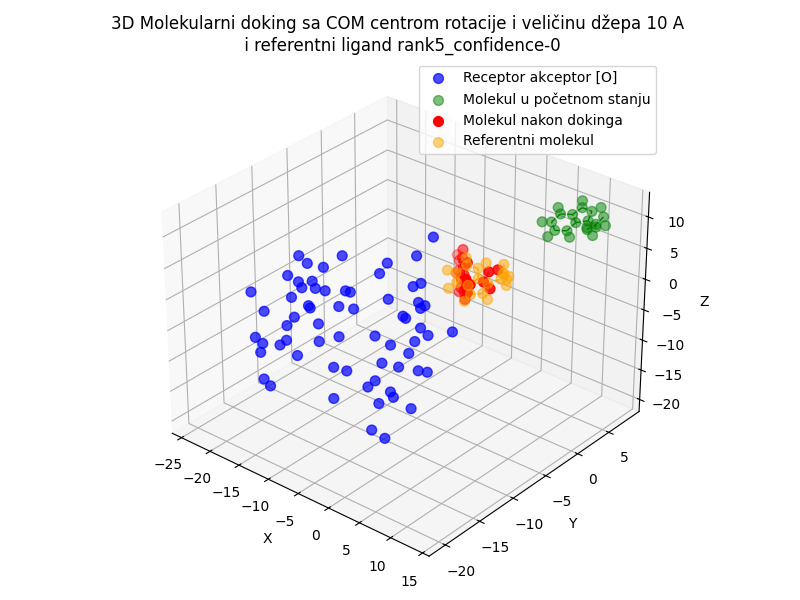 3D Molekularni doking sa COM centrom rotacije i veličinu džepa 10 A
i referentni ligand rank5_confidence-0
Receptor akceptor [O]
Molekul u početnom stanju
Molekul nakon dokinga
Referentni molekul
10
5
0
−5
−10
−15
−20
Z
5
0
−5
−10
−15
−20
Y
−25
−20
−15
−10
−5
0
5
10
15
X